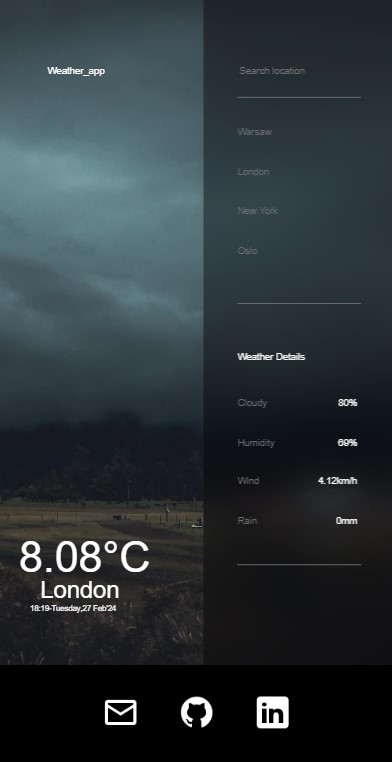 Weather_app
Search location
Warsaw
London
New York
Oslo
Weather Details
Cloudy 80%
Humidity 69%
Wind 4.12km/h
Rain 0mm
8.08°C
London
18:19-Tuesday,27 Feb'24
in